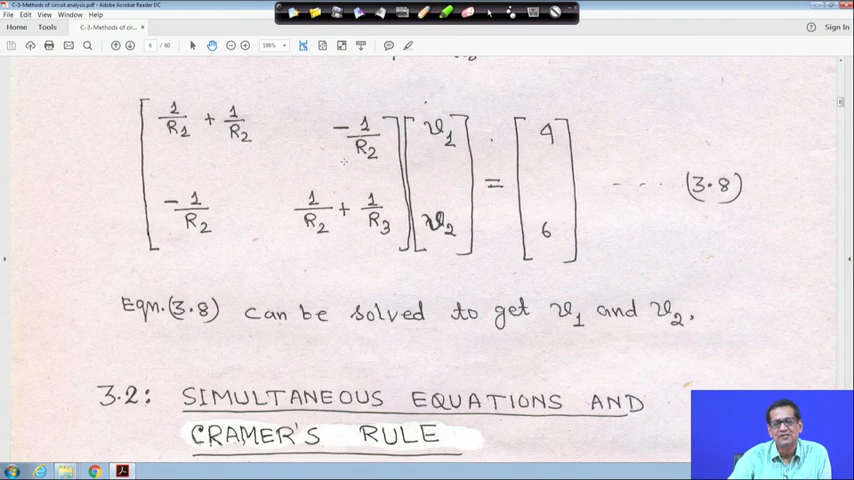 C-3-Methods of circuit analysis.pdf - Adobe Acrobat Reader DC
File Edit View Window Help
Home Tools C-3-Methods of cir... × Sign In
6 / 60 199%
[ 1/R1 + 1/R2 -1/R2 ] [ v1 ] = [ 4 ]
[ -1/R2 1/R2 + 1/R3 ] [ v2 ] [ 6 ] --- (3.8)
Eqn.(3.8) can be solved to get v1 and v2.
3.2: SIMULTANEOUS EQUATIONS AND
CRAMER'S RULE